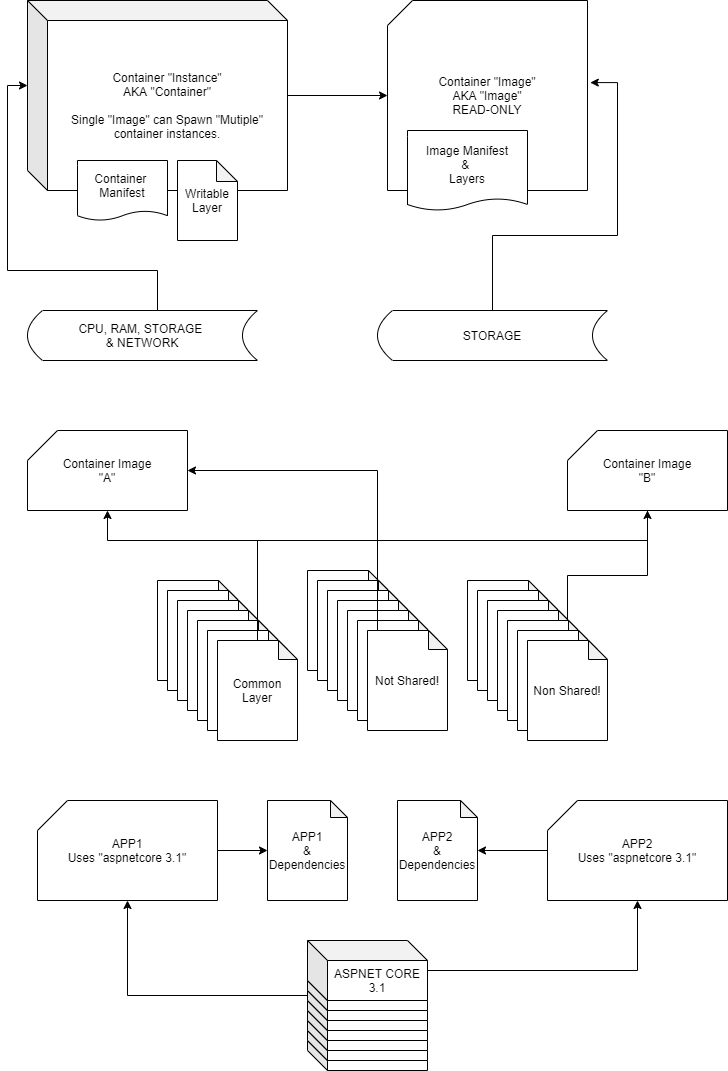 Container "Instance"
AKA "Container"
Single "Image" can Spawn "Mutiple"
container instances.
Container
Manifest
Writable
Layer
Container "Image"
AKA "Image"
READ-ONLY
Image Manifest
&
Layers
CPU, RAM, STORAGE
& NETWORK
STORAGE
Container Image
"A"
Container Image
"B"
Common
Layer
Not Shared!
Non Shared!
APP1
Uses "aspnetcore 3.1"
APP1
&
Dependencies
APP2
&
Dependencies
APP2
Uses "aspnetcore 3.1"
ASPNET CORE
3.1